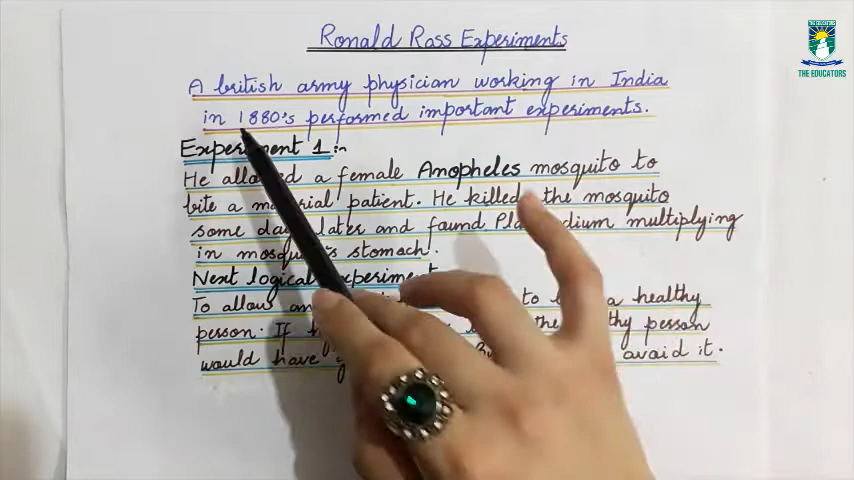 Ronald Ross Experiments
A british army physician working in India
in 1880's performed important experiments.
Experiment 1:-
He allowed a female Anopheles mosquito to
bite a malarial patient. He killed the mosquito
some days later and found Plasmodium multiplying
in mosquito's stomach.
Next logical experiment
To allow an to a healthy
person. If the healthy person
would have avoid it.
THE EDUCATORS